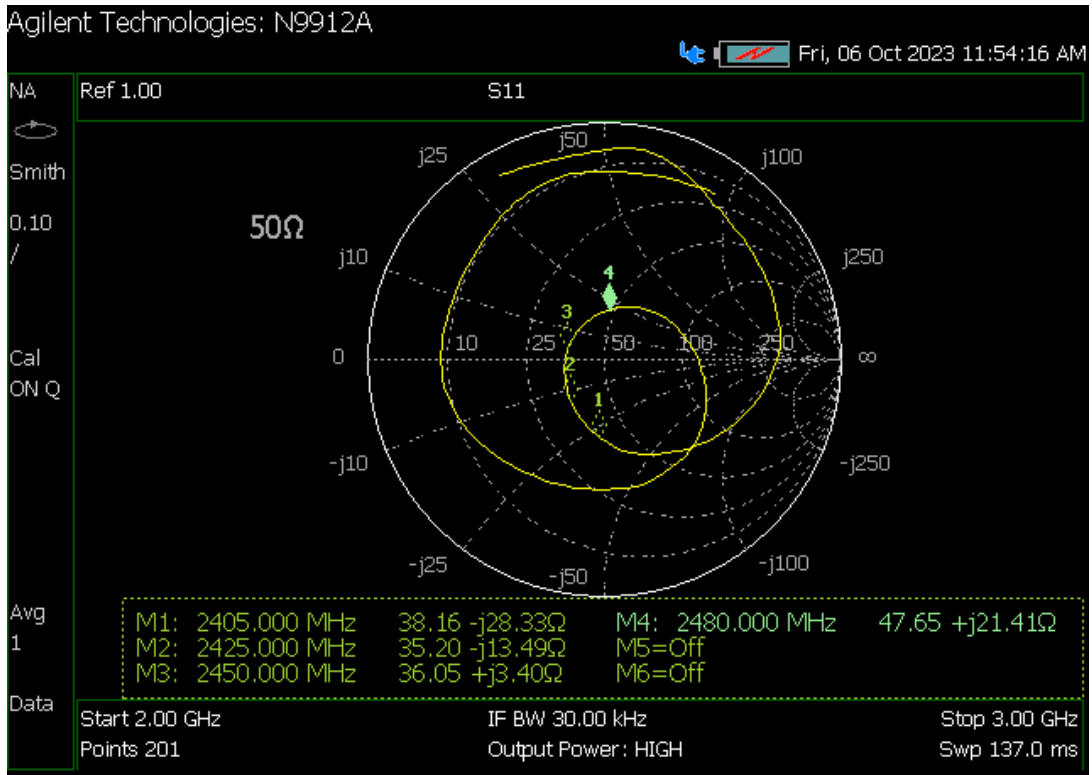 Agilent Technologies: N9912A
Fri, 06 Oct 2023 11:54:16 AM
NA
Ref 1.00
S11
Smith
0.10
/
Cal
ON Q
Avg
1
Data
50Ω
j50
j25
j100
j10
j250
0
10
25
50
100
250
∞
-j10
-j250
-j25
-j50
-j100
4
3
2
1
M1: 2405.000 MHz 38.16 -j28.33Ω M4: 2480.000 MHz 47.65 +j21.41Ω
M2: 2425.000 MHz 35.20 -j13.49Ω M5=Off
M3: 2450.000 MHz 36.05 +j3.40Ω M6=Off
Start 2.00 GHz IF BW 30.00 kHz Stop 3.00 GHz
Points 201 Output Power: HIGH Swp 137.0 ms